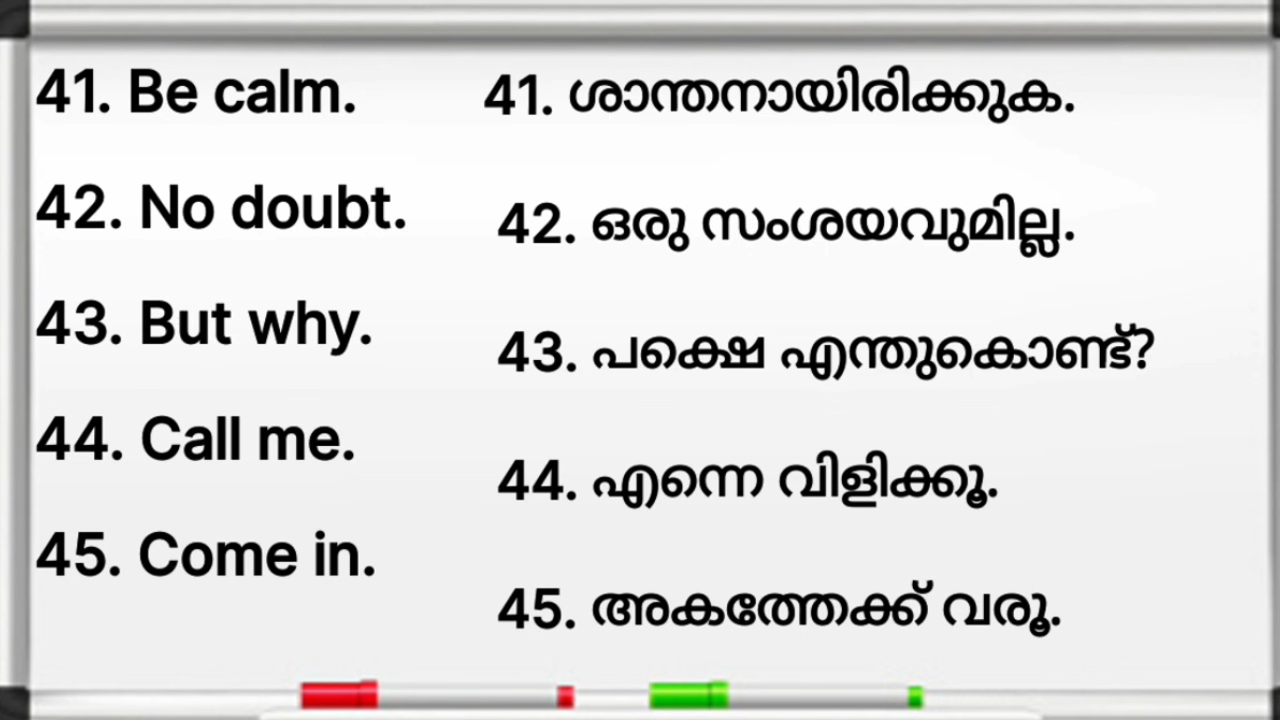 41. Be calm.
42. No doubt.
43. But why.
44. Call me.
45. Come in.
41. ശാന്തനായിരിക്കുക.
42. ഒരു സംശയവുമില്ല.
43. പക്ഷെ എന്തുകൊണ്ട്?
44. എന്നെ വിളിക്കൂ.
45. അകത്തേക്ക് വരൂ.